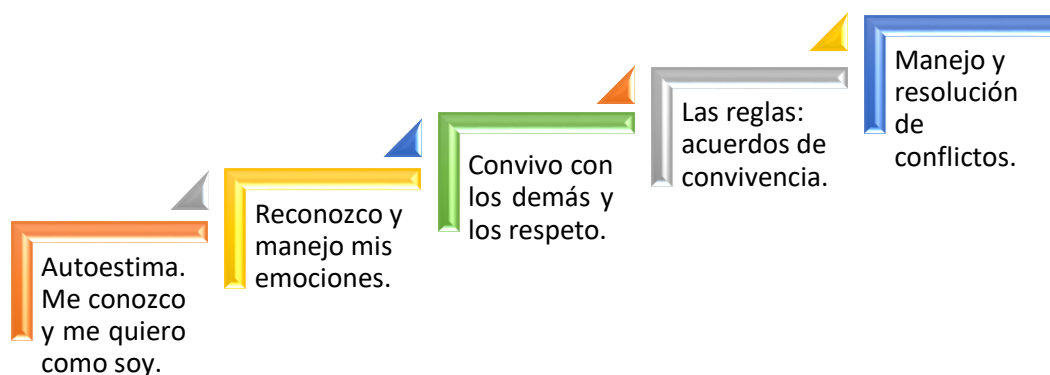 Autoestima.
Me conozco
y me quiero
como soy.
Reconozco y
manejo mis
emociones.
Convivo con
los demás y
los respeto.
Las reglas:
acuerdos de
convivencia.
Manejo y
resolución
de
conflictos.